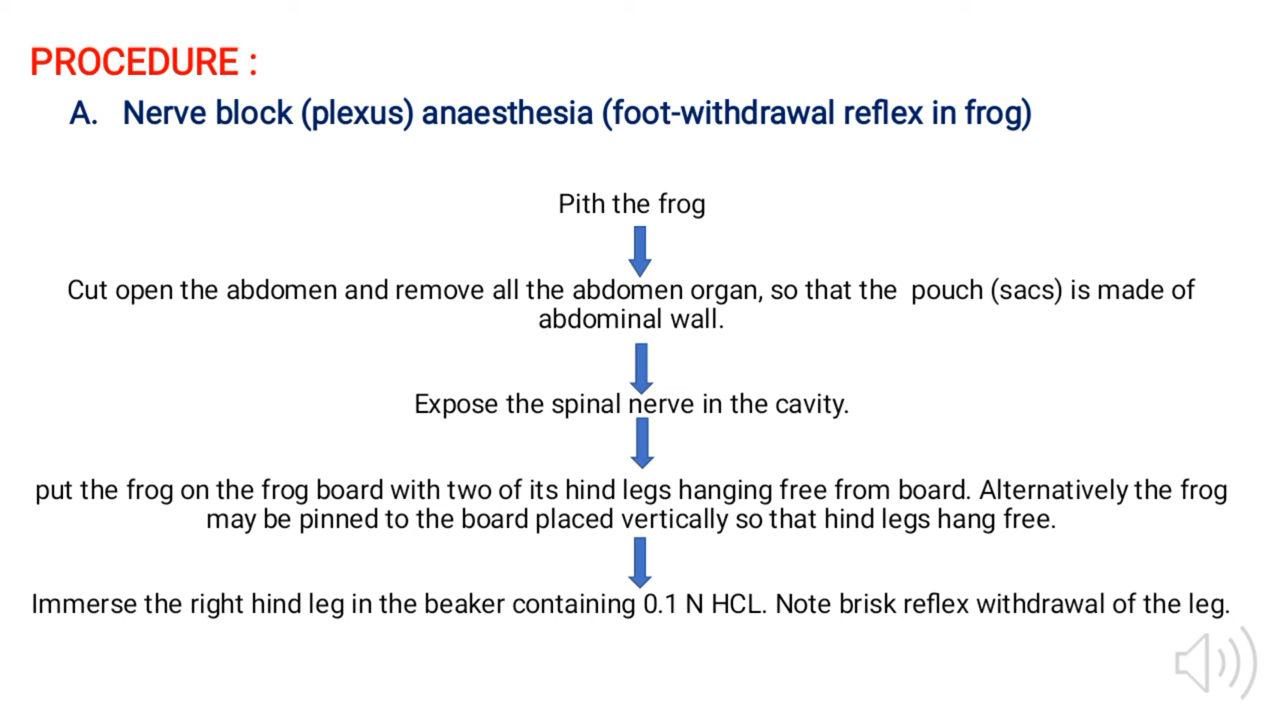 PROCEDURE :
A. Nerve block (plexus) anaesthesia (foot-withdrawal reflex in frog)
Pith the frog
Cut open the abdomen and remove all the abdomen organ, so that the pouch (sacs) is made of
abdominal wall.
Expose the spinal nerve in the cavity.
put the frog on the frog board with two of its hind legs hanging free from board. Alternatively the frog
may be pinned to the board placed vertically so that hind legs hang free.
Immerse the right hind leg in the beaker containing 0.1 N HCL. Note brisk reflex withdrawal of the leg.